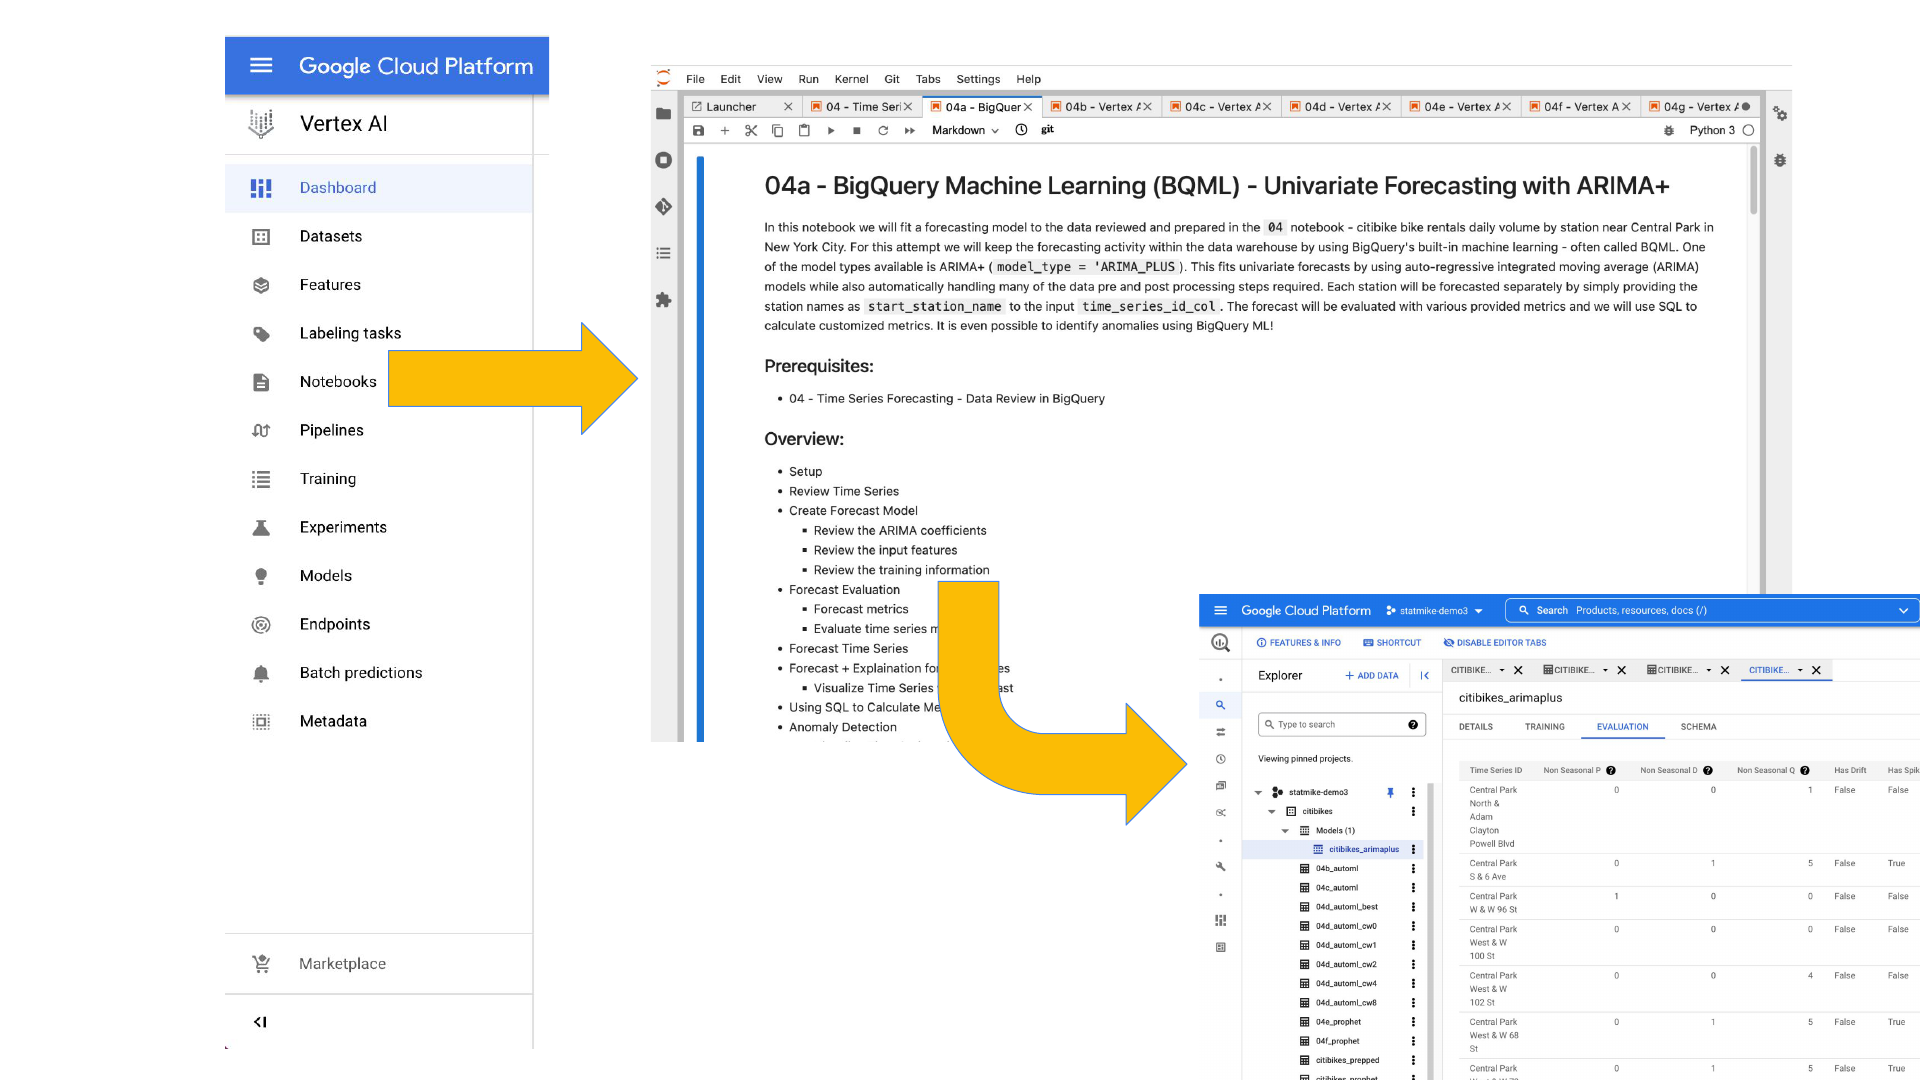 Google Cloud Platform
Vertex AI
Dashboard
Datasets
Features
Labeling tasks
Notebooks
Pipelines
Training
Experiments
Models
Endpoints
Batch predictions
Metadata
Marketplace
File Edit View Run Kernel Git Tabs Settings Help
Launcher 04 - Time Seri 04a - BigQuer 04b - Vertex A 04c - Vertex A 04d - Vertex A 04e - Vertex A 04f - Vertex A 04g - Vertex A
Markdown git Python 3
04a - BigQuery Machine Learning (BQML) - Univariate Forecasting with ARIMA+
In this notebook we will fit a forecasting model to the data reviewed and prepared in the 04 notebook - citibike bike rentals daily volume by station near Central Park in
New York City. For this attempt we will keep the forecasting activity within the data warehouse by using BigQuery's built-in machine learning - often called BQML. One
of the model types available is ARIMA+ ( model_type = 'ARIMA_PLUS ). This fits univariate forecasts by using auto-regressive integrated moving average (ARIMA)
models while also automatically handling many of the data pre and post processing steps required. Each station will be forecasted separately by simply providing the
station names as start_station_name to the input time_series_id_col . The forecast will be evaluated with various provided metrics and we will use SQL to
calculate customized metrics. It is even possible to identify anomalies using BigQuery ML!
Prerequisites:
• 04 - Time Series Forecasting - Data Review in BigQuery
Overview:
• Setup
• Review Time Series
• Create Forecast Model
▪ Review the ARIMA coefficients
▪ Review the input features
▪ Review the training information
• Forecast Evaluation
▪ Forecast metrics
▪ Evaluate time series m
• Forecast Time Series
• Forecast + Explaination for es
▪ Visualize Time Series ast
• Using SQL to Calculate Me
• Anomaly Detection
Google Cloud Platform statmike-demo3 Search Products, resources, docs (/)
FEATURES & INFO SHORTCUT DISABLE EDITOR TABS
Explorer + ADD DATA
Type to search
Viewing pinned projects.
statmike-demo3
citibikes
Models (1)
citibikes_arimaplus
04b_automl
04c_automl
04d_automl_best
04d_automl_cw0
04d_automl_cw1
04d_automl_cw2
04d_automl_cw4
04d_automl_cw8
04e_prophet
04f_prophet
citibikes_prepped
citibikes_prophet
CITIBIKE... CITIBIKE... CITIBIKE... CITIBIKE...
citibikes_arimaplus
DETAILS TRAINING EVALUATION SCHEMA
Time Series ID Non Seasonal P Non Seasonal D Non Seasonal Q Has Drift Has Spik
Central Park 0 0 1 False False
North &
Adam
Clayton
Powell Blvd
Central Park 0 1 5 False True
S & 6 Ave
Central Park 1 0 0 False False
W & W 96 St
Central Park 0 0 0 False False
West & W
100 St
Central Park 0 0 4 False False
West & W
102 St
Central Park 0 1 5 False True
West & W 68
St
Central Park 0 1 5 False True